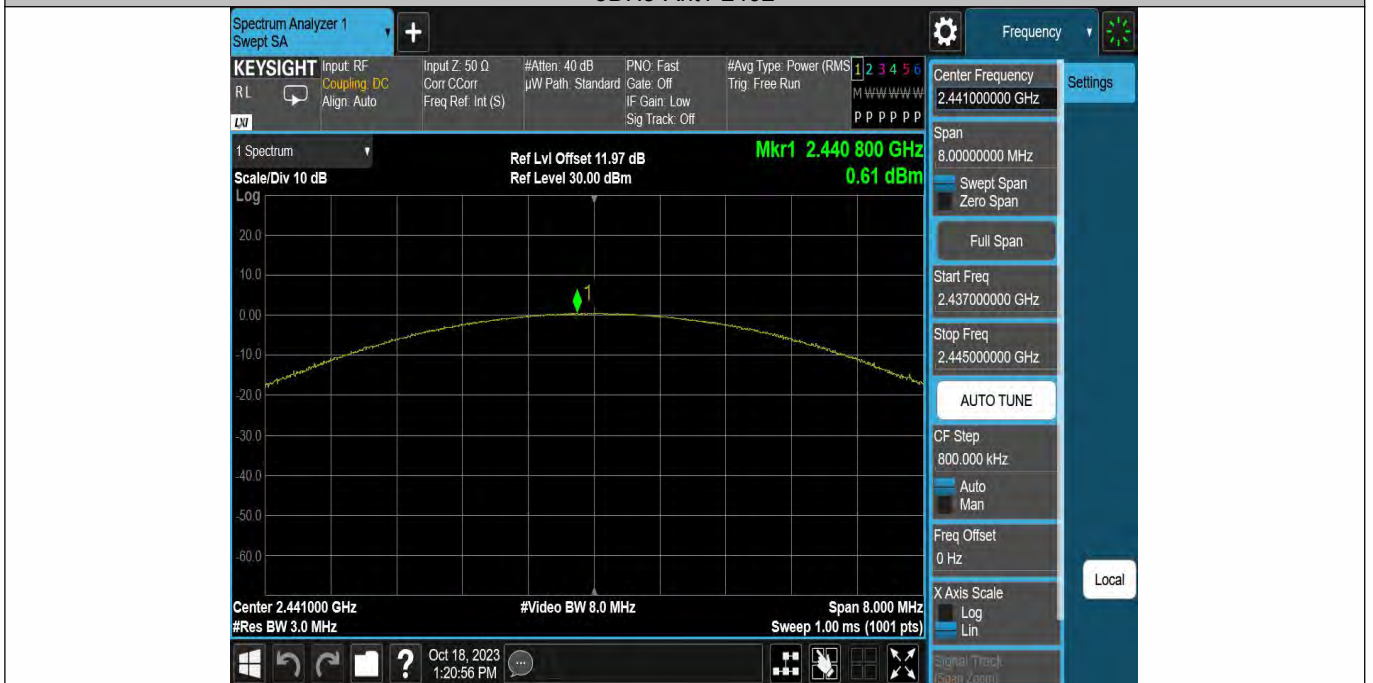 Spectrum Analyzer 1
Swept SA
Frequency
KEYSIGHT
RL
LXI
Input: RF
Coupling: DC
Align: Auto
Input Z: 50 Ω
Corr CCorr
Freq Ref: Int (S)
#Atten: 40 dB
µW Path: Standard
PNO: Fast
Gate: Off
IF Gain: Low
Sig Track: Off
#Avg Type: Power (RMS
Trig: Free Run
1 2 3 4 5 6
M W W W W W
P P P P P P
Center Frequency
2.441000000 GHz
Settings
1 Spectrum
Scale/Div 10 dB
Ref Lvl Offset 11.97 dB
Ref Level 30.00 dBm
Mkr1 2.440 800 GHz
0.61 dBm
Log
20.0
10.0
0.00
-10.0
-20.0
-30.0
-40.0
-50.0
-60.0
1
Span
8.00000000 MHz
Swept Span
Zero Span
Full Span
Start Freq
2.437000000 GHz
Stop Freq
2.445000000 GHz
AUTO TUNE
CF Step
800.000 kHz
Auto
Man
Freq Offset
0 Hz
X Axis Scale
Log
Lin
Signal Track
(Span Zoom)
Local
Center 2.441000 GHz
#Video BW 8.0 MHz
Span 8.000 MHz
#Res BW 3.0 MHz
Sweep 1.00 ms (1001 pts)
?
Oct 18, 2023
1:20:56 PM